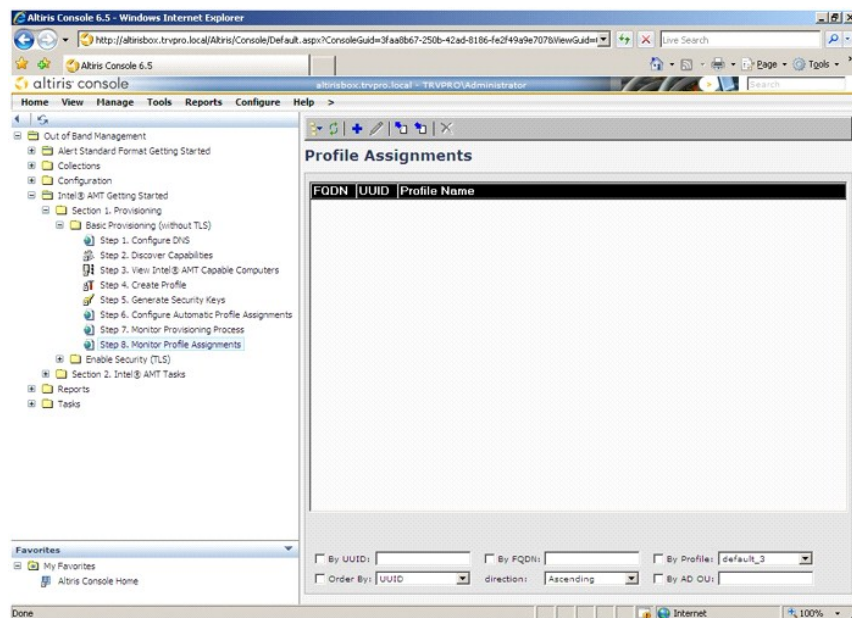 Altiris Console 6.5 - Windows Internet Explorer
http://altirisbox.trvpro.local/Altiris/Console/Default.aspx?ConsoleGuid=3faa8b67-250b-42ad-8186-fe2f49a9e707&ViewGuid=
Live Search
Altiris Console 6.5
Page
Tools
altiris console
altirisbox.trvpro.local - TRVPRO\Administrator
Search
Home View Manage Tools Reports Configure Help >
Out of Band Management
Alert Standard Format Getting Started
Collections
Configuration
Intel® AMT Getting Started
Section 1. Provisioning
Basic Provisioning (without TLS)
Step 1. Configure DNS
Step 2. Discover Capabilities
Step 3. View Intel® AMT Capable Computers
Step 4. Create Profile
Step 5. Generate Security Keys
Step 6. Configure Automatic Profile Assignments
Step 7. Monitor Provisioning Process
Step 8. Monitor Profile Assignments
Enable Security (TLS)
Section 2. Intel® AMT Tasks
Reports
Tasks
Profile Assignments
FQDN UUID Profile Name
By UUID: By FQDN: By Profile: default_3
Order By: UUID direction: Ascending By AD OU:
Favorites
My Favorites
Altiris Console Home
Done
Internet
100%